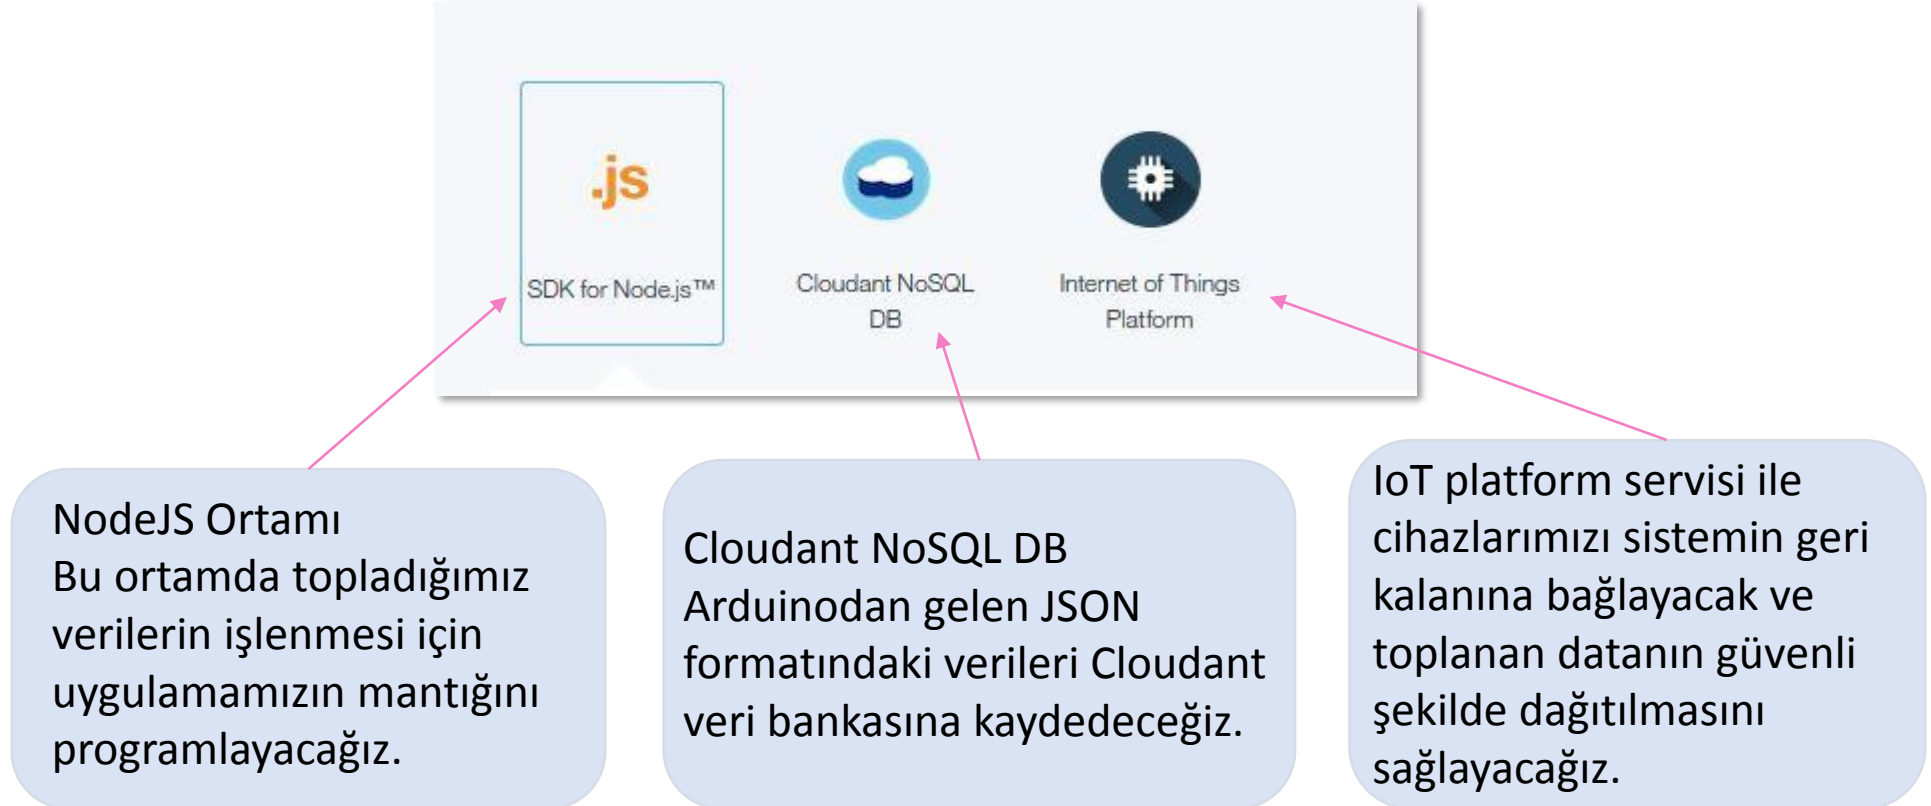 .js
SDK for Node.js™
Cloudant NoSQL
DB
Internet of Things
Platform
NodeJS Ortamı
Bu ortamda topladığımız
verilerin işlenmesi için
uygulamamızın mantığını
programlayacağız.
Cloudant NoSQL DB
Arduinodan gelen JSON
formatındaki verileri Cloudant
veri bankasına kaydedeceğiz.
IoT platform servisi ile
cihazlarımızı sistemin geri
kalanına bağlayacak ve
toplanan datanın güvenli
şekilde dağıtılmasını
sağlayacağız.